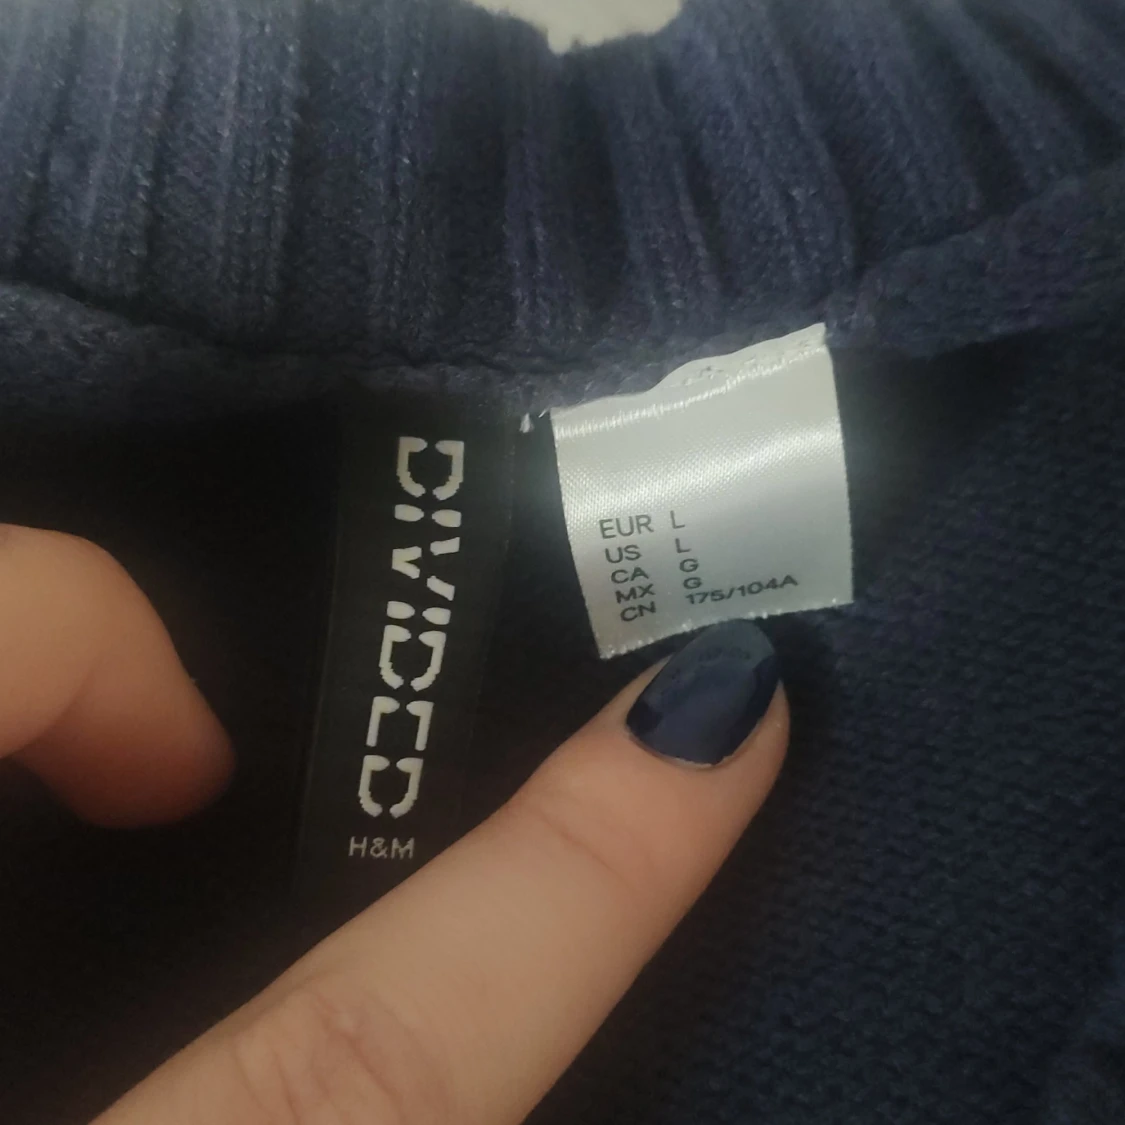 DIVIDED
H&M
EUR L
US L
CA G
MX G
CN 175/104A